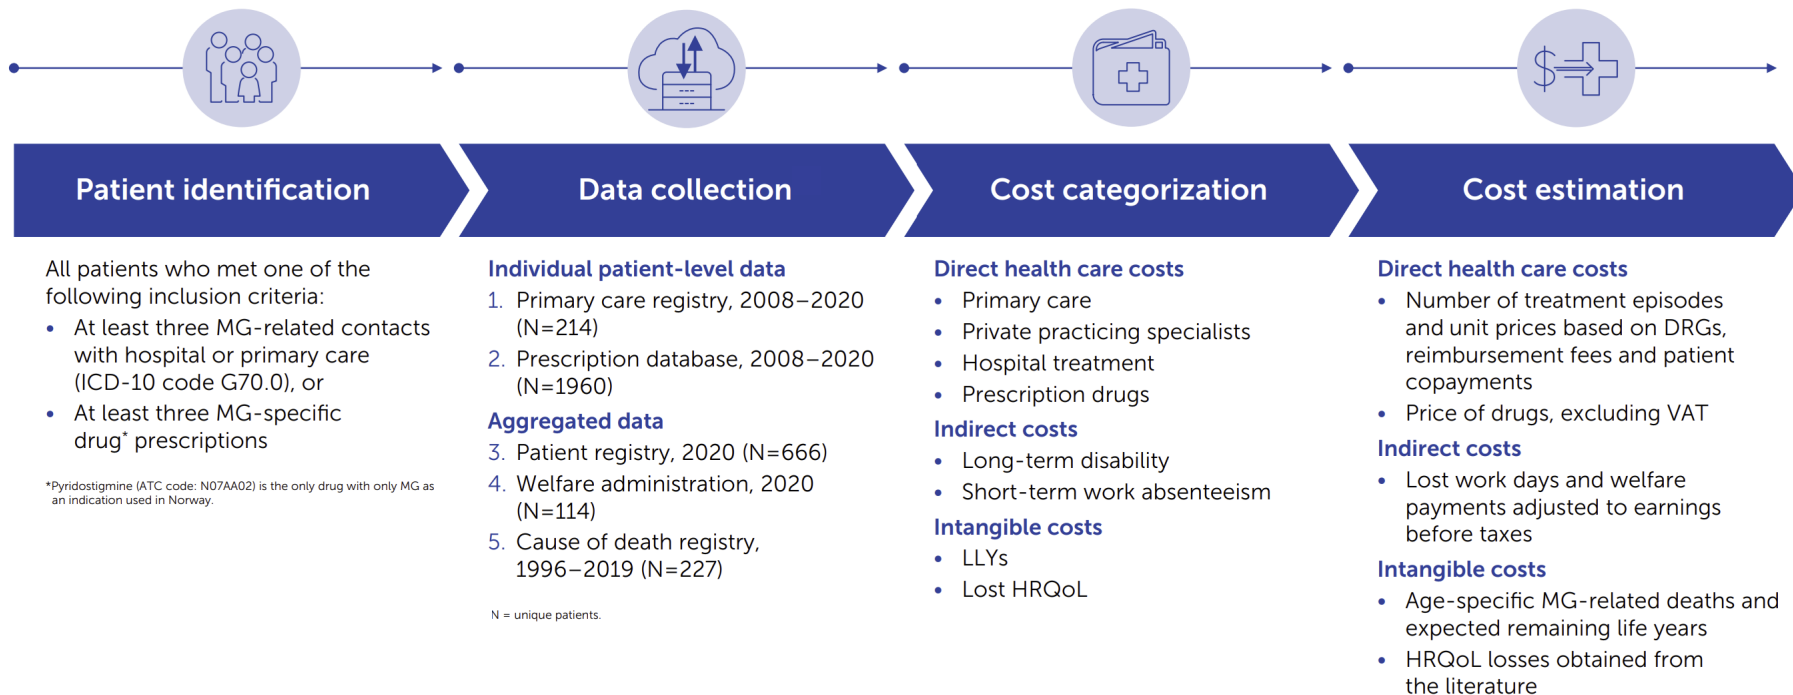 Patient identification
All patients who met one of the
following inclusion criteria:
• At least three MG-related contacts
with hospital or primary care
(ICD-10 code G70.0), or
• At least three MG-specific
drug* prescriptions
*Pyridostigmine (ATC code: N07AA02) is the only drug with only MG as
an indication used in Norway.
Data collection
Individual patient-level data
1. Primary care registry, 2008–2020
(N=214)
2. Prescription database, 2008–2020
(N=1960)
Aggregated data
3. Patient registry, 2020 (N=666)
4. Welfare administration, 2020
(N=114)
5. Cause of death registry,
1996–2019 (N=227)
N = unique patients.
Cost categorization
Direct health care costs
• Primary care
• Private practicing specialists
• Hospital treatment
• Prescription drugs
Indirect costs
• Long-term disability
• Short-term work absenteeism
Intangible costs
• LLYs
• Lost HRQoL
$
Cost estimation
Direct health care costs
• Number of treatment episodes
and unit prices based on DRGs,
reimbursement fees and patient
copayments
• Price of drugs, excluding VAT
Indirect costs
• Lost work days and welfare
payments adjusted to earnings
before taxes
Intangible costs
• Age-specific MG-related deaths and
expected remaining life years
• HRQoL losses obtained from
the literature